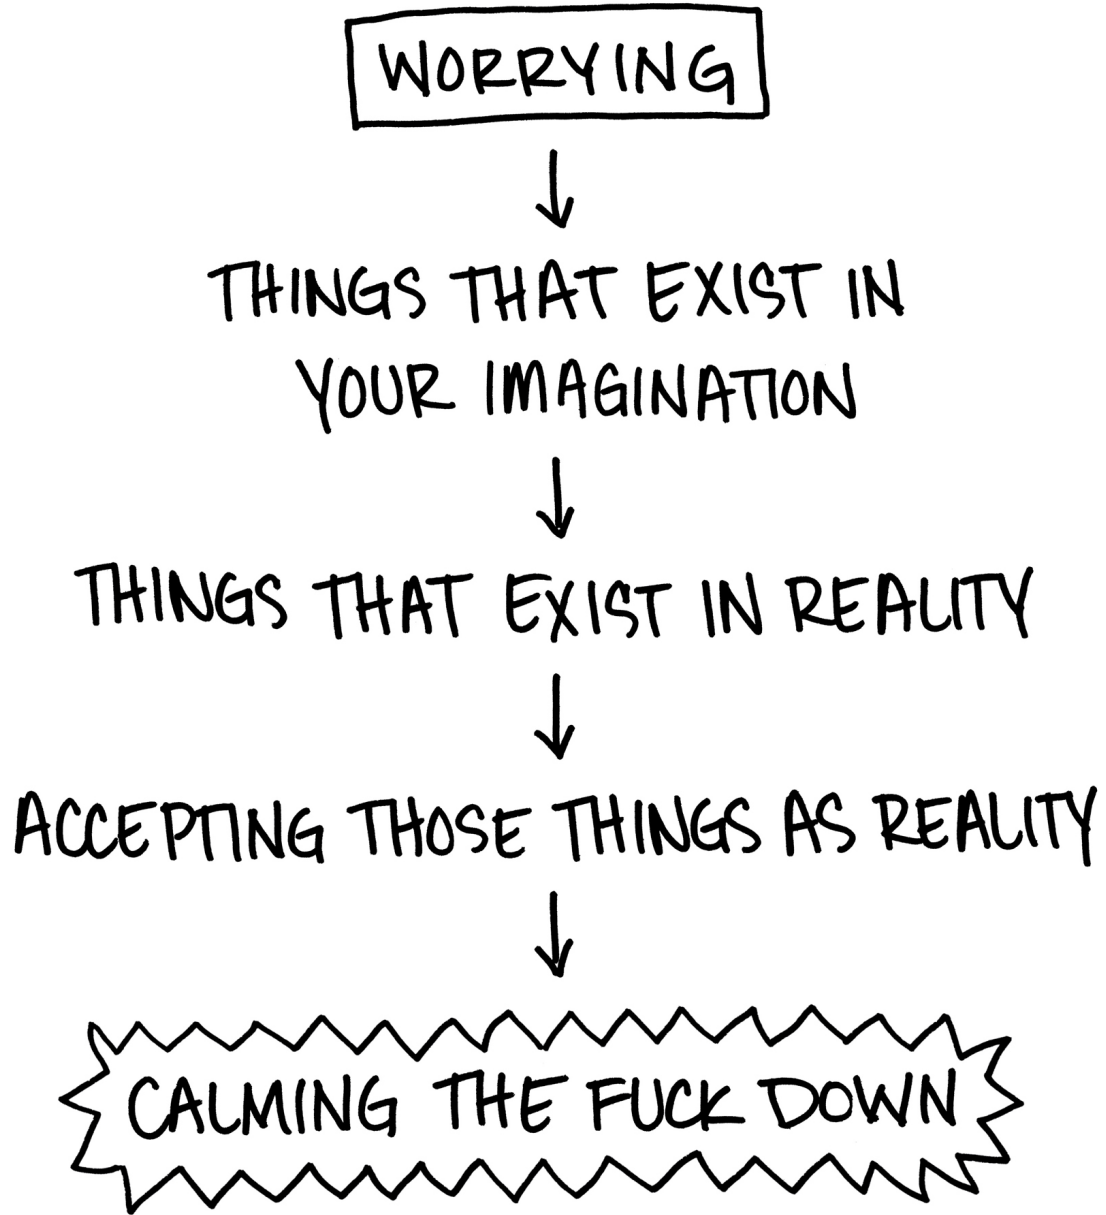 WORRYING
THINGS THAT EXIST IN
YOUR IMAGINATION
THINGS THAT EXIST IN REALITY
ACCEPTING THOSE THINGS AS REALITY
CALMING THE FUCK DOWN